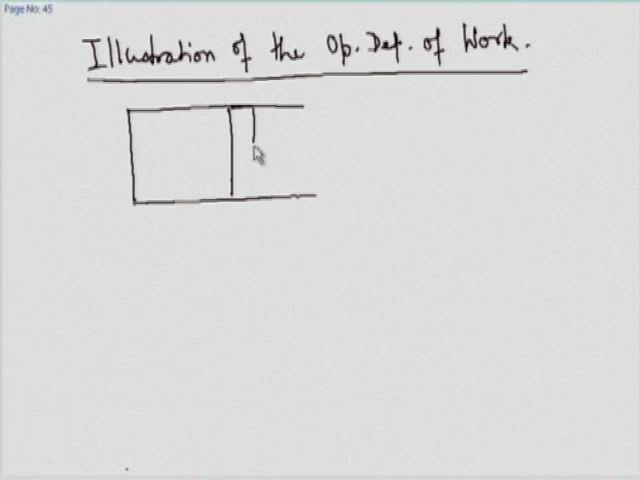 Page No: 45
Illustration of the Op. Def. of Work.